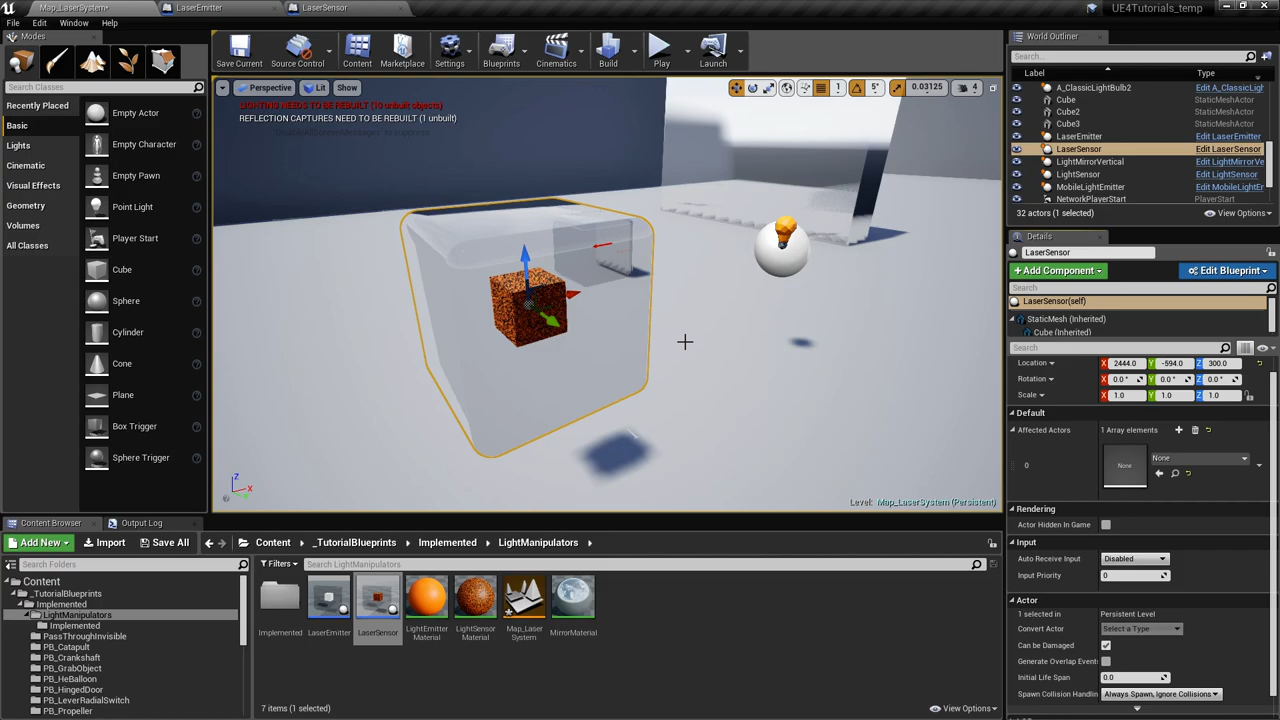 Map_LaserSystem*
LaserEmitter
LaserSensor
UE4Tutorials_temp
File Edit Window Help
Modes
Search Classes
Recently Placed
Basic
Lights
Cinematic
Visual Effects
Geometry
Volumes
All Classes
Empty Actor
Empty Character
Empty Pawn
Point Light
Player Start
Cube
Sphere
Cylinder
Cone
Plane
Box Trigger
Sphere Trigger
Save Current
Source Control
Content
Marketplace
Settings
Blueprints
Cinematics
Build
Play
Launch
Perspective
Lit
Show
1
5°
0.03125
4
LIGHTING NEEDS TO BE REBUILT (10 unbuilt objects)
REFLECTION CAPTURES NEED TO BE REBUILT (1 unbuilt)
Z
X
Level: Map_LaserSystem (Persistent)
World Outliner
Search...
Label Type
A_ClassicLightBulb2 Edit A_ClassicLigh
Cube StaticMeshActor
Cube2 StaticMeshActor
Cube3 StaticMeshActor
LaserEmitter Edit LaserEmitter
LaserSensor Edit LaserSensor
LightMirrorVertical Edit LightMirrorVe
LightSensor Edit LightSensor
MobileLightEmitter Edit MobileLightEr
NetworkPlayerStart PlayerStart
32 actors (1 selected)
View Options
Details
LaserSensor
+Add Component
Edit Blueprint
Search
LaserSensor(self)
StaticMesh (Inherited)
Cube (Inherited)
Search
Location X 2444.0 Y -594.0 Z 300.0
Rotation X 0.0° Y 0.0° Z 0.0°
Scale X 1.0 Y 1.0 Z 1.0
Default
Affected Actors 1 Array elements
0 None None
Rendering
Actor Hidden In Game
Input
Auto Receive Input Disabled
Input Priority 0
Actor
1 selected in Persistent Level
Convert Actor Select a Type
Can be Damaged
Generate Overlap Event
Initial Life Span 0.0
Spawn Collision Handlin Always Spawn, Ignore Collisions
Content Browser
Output Log
Add New
Import
Save All
Content
_TutorialBlueprints
Implemented
LightManipulators
Search Folders
Filters
Search LightManipulators
Content
_TutorialBlueprints
Implemented
LightManipulators
Implemented
PassThroughInvisible
PB_Catapult
PB_Crankshaft
PB_GrabObject
PB_HeBalloon
PB_HingedDoor
PB_LeverRadialSwitch
PB_Propeller
Implemented
LaserEmitter
LaserSensor
LightEmitter
Material
LightSensor
Material
Map_Laser
System
MirrorMaterial
7 items (1 selected)
View Options